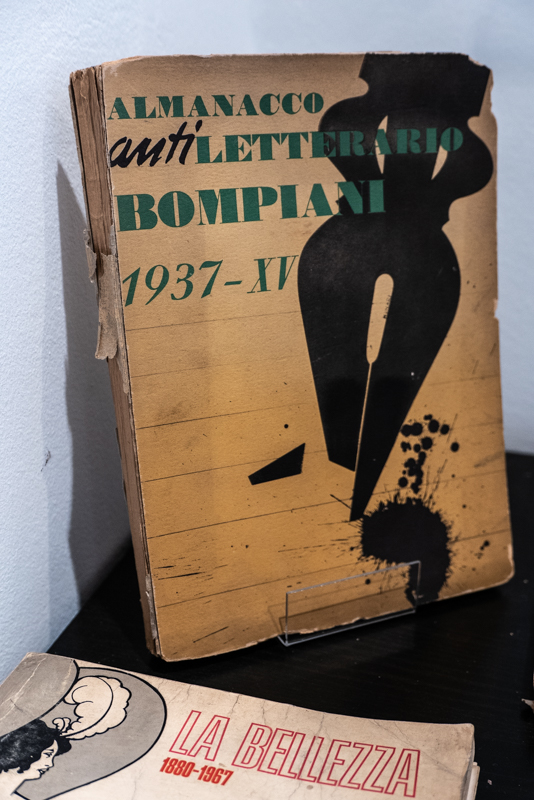 ALMANACCO
antiLETTERARIO
BOMPIANI
1937-XV
LA BELLEZZA
1880-1967